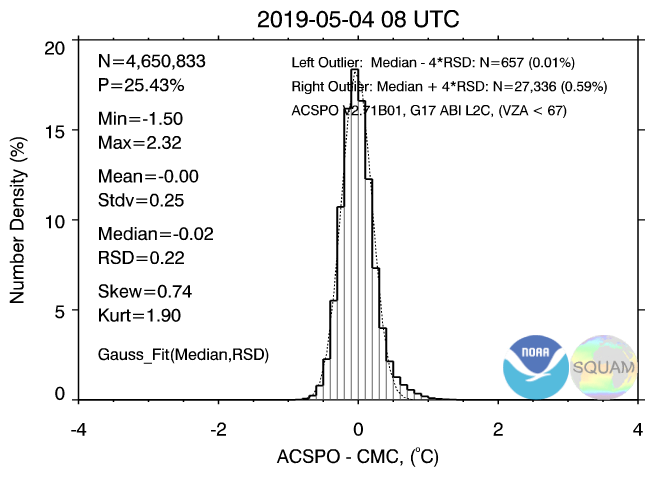 2019-05-04 08 UTC
N=4,650,833
P=25.43%
Min=-1.50
Max=2.32
Mean=-0.00
Stdv=0.25
Median=-0.02
RSD=0.22
Skew=0.74
Kurt=1.90
Gauss_Fit(Median,RSD)
Left Outlier: Median - 4*RSD: N=657 (0.01%)
Right Outlier: Median + 4*RSD: N=27,336 (0.59%)
ACSPO v2.71B01, G17 ABI L2C, (VZA < 67)
Number Density (%)
20
15
10
5
0
-4 -2 0 2 4
ACSPO - CMC, (°C)
NOAA
SQUAM